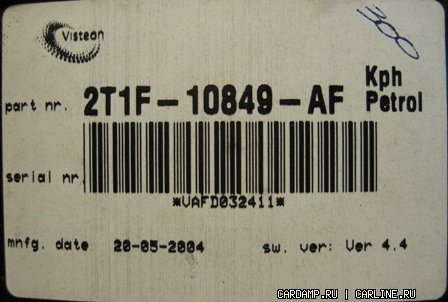 Visteon
300
part nr. 2T1F-10849-AF Kph Petrol
serial nr.
*VAFD032411*
mnfg. date 20-05-2004 sw. ver: Ver 4.4
CARDAMP.RU | CARLINE.RU